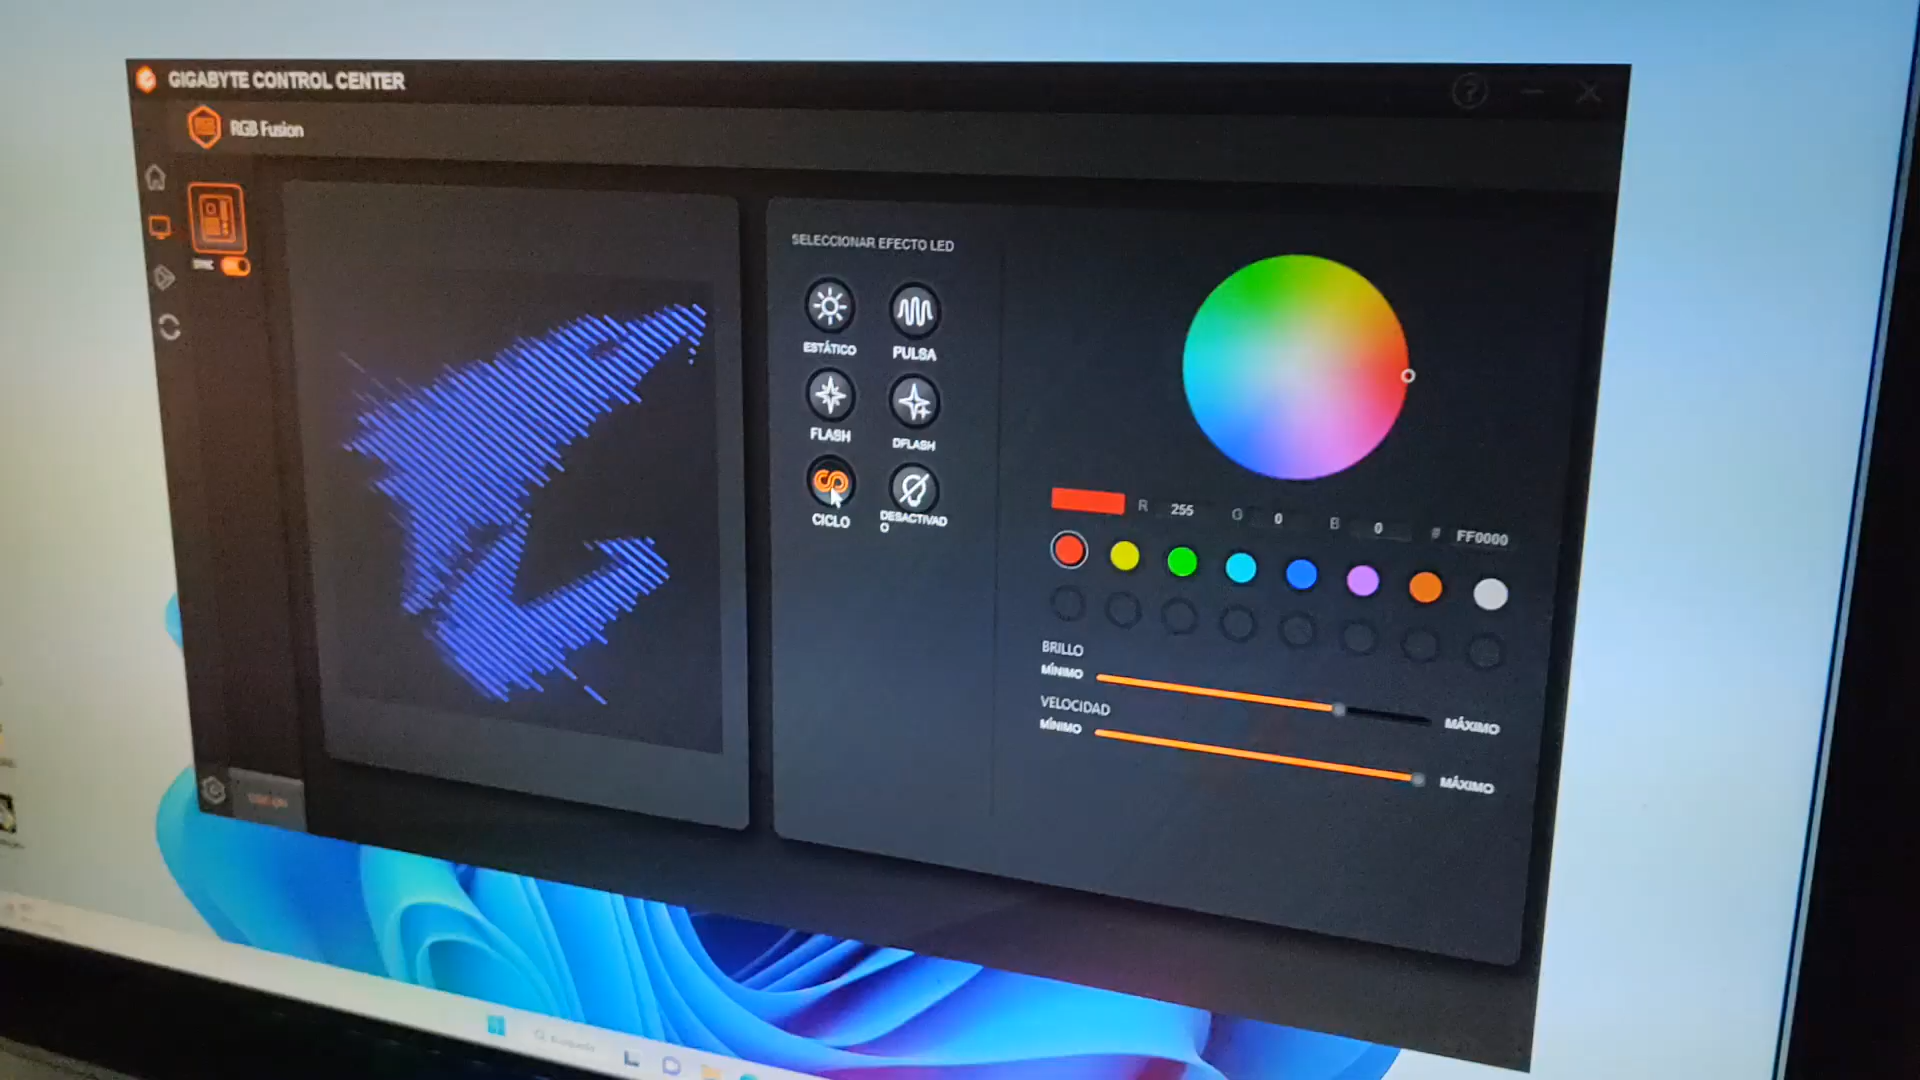 GIGABYTE CONTROL CENTER
RGB Fusion
SYNC
SELECCIONAR EFECTO LED
ESTÁTICO
PULSA
FLASH
DFLASH
CICLO
DESACTIVAD
O
R 255 G 0 B 0 # FF0000
BRILLO
MÍNIMO
MÁXIMO
VELOCIDAD
MÍNIMO
MÁXIMO